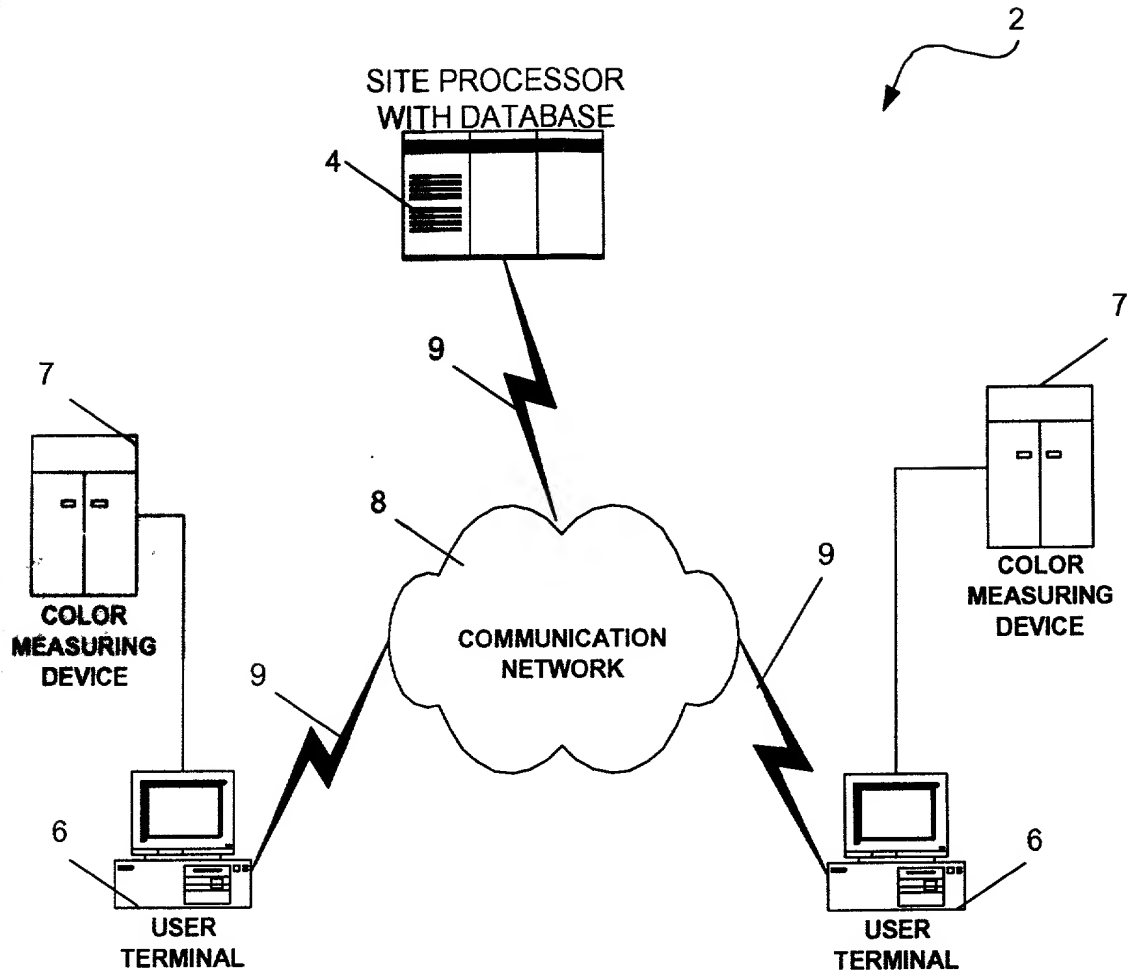 2
SITE PROCESSOR
WITH DATABASE
4
9
7
7
8
9
COLOR
MEASURING
DEVICE
COLOR
MEASURING
DEVICE
COMMUNICATION
NETWORK
9
6
6
USER
TERMINAL
USER
TERMINAL